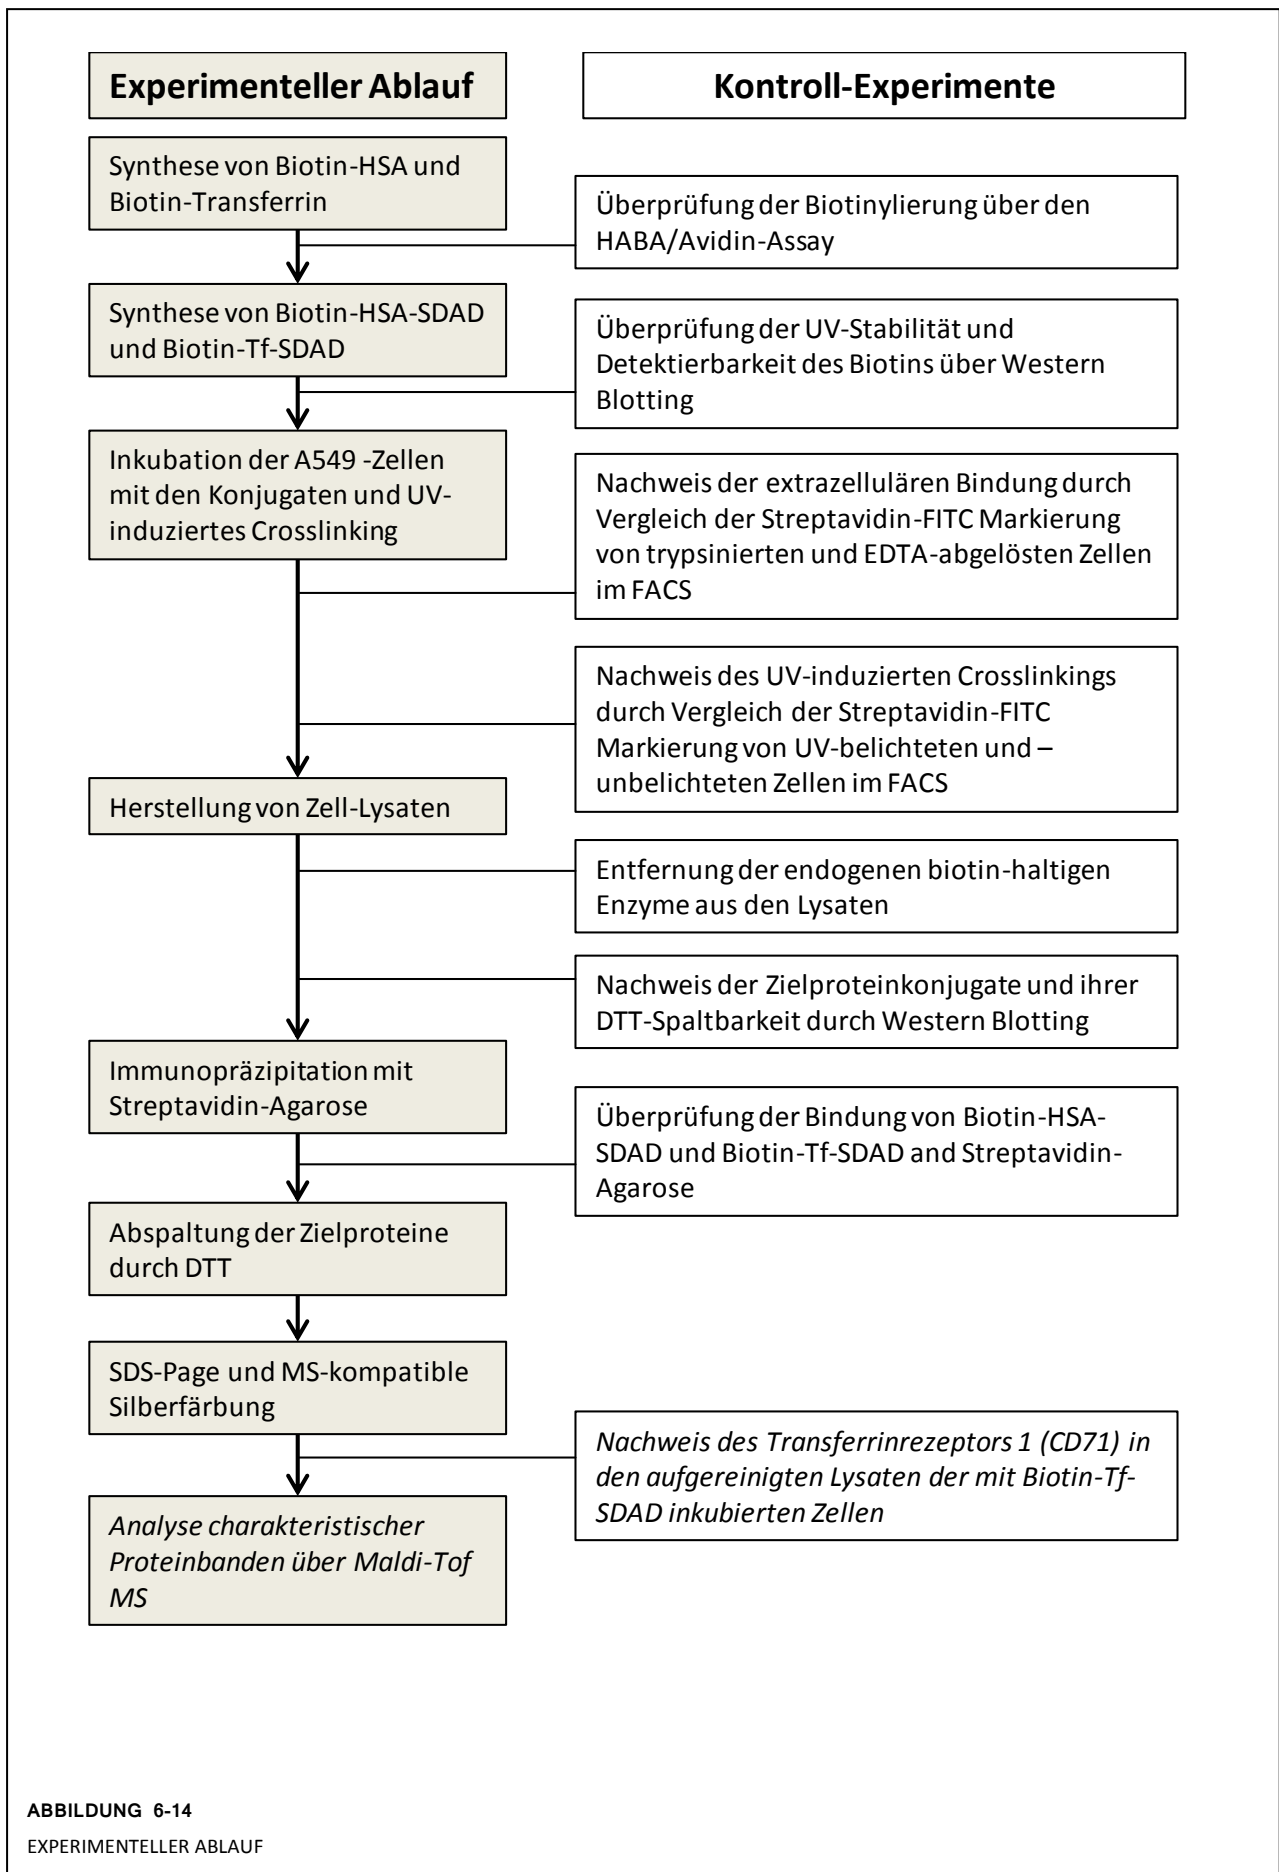 Experimenteller Ablauf
Kontroll-Experimente
Synthese von Biotin-HSA und
Biotin-Transferrin
Überprüfung der Biotinylierung über den
HABA/Avidin-Assay
Synthese von Biotin-HSA-SDAD
und Biotin-Tf-SDAD
Überprüfung der UV-Stabilität und
Detektierbarkeit des Biotins über Western
Blotting
Inkubation der A549 -Zellen
mit den Konjugaten und UV-
induziertes Crosslinking
Nachweis der extrazellulären Bindung durch
Vergleich der Streptavidin-FITC Markierung
von trypsinierten und EDTA-abgelösten Zellen
im FACS
Nachweis des UV-induzierten Crosslinkings
durch Vergleich der Streptavidin-FITC
Markierung von UV-belichteten und –
unbelichteten Zellen im FACS
Herstellung von Zell-Lysaten
Entfernung der endogenen biotin-haltigen
Enzyme aus den Lysaten
Nachweis der Zielproteinkonjugate und ihrer
DTT-Spaltbarkeit durch Western Blotting
Immunopräzipitation mit
Streptavidin-Agarose
Überprüfung der Bindung von Biotin-HSA-
SDAD und Biotin-Tf-SDAD and Streptavidin-
Agarose
Abspaltung der Zielproteine
durch DTT
SDS-Page und MS-kompatible
Silberfärbung
Nachweis des Transferrinrezeptors 1 (CD71) in
den aufgereinigten Lysaten der mit Biotin-Tf-
SDAD inkubierten Zellen
Analyse charakteristischer
Proteinbanden über Maldi-Tof
MS
ABBILDUNG 6-14
EXPERIMENTELLER ABLAUF